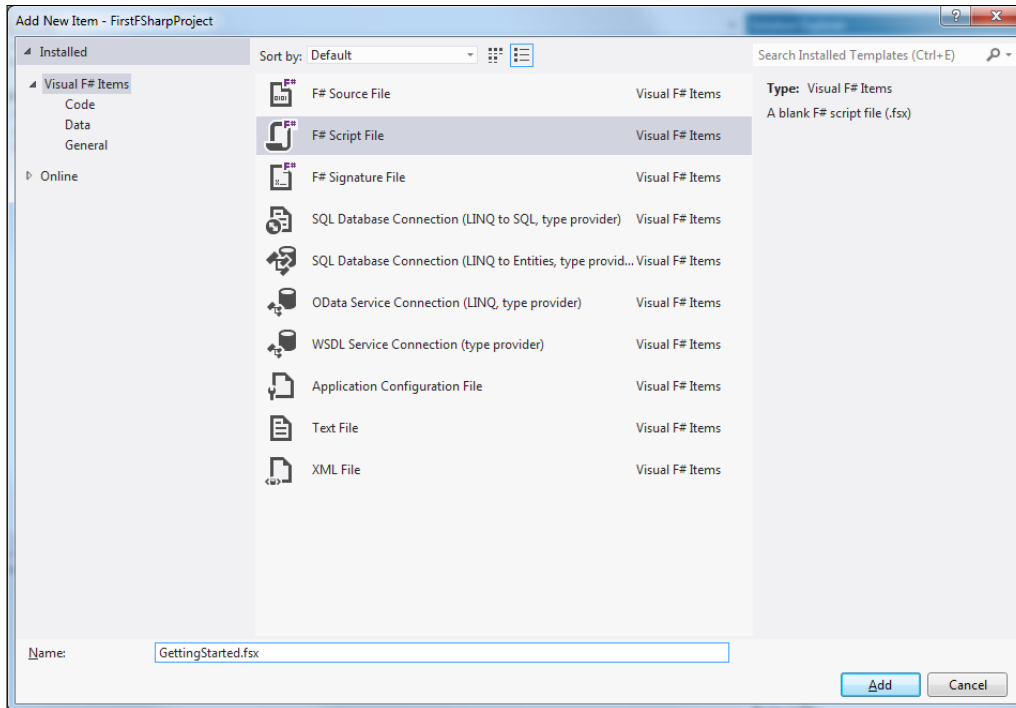 Add New Item - FirstFSharpProject
Installed
Sort by: Default
Search Installed Templates (Ctrl+E)
Visual F# Items
Code
Data
General
Online
F# Source File Visual F# Items
F# Script File Visual F# Items
F# Signature File Visual F# Items
SQL Database Connection (LINQ to SQL, type provider) Visual F# Items
SQL Database Connection (LINQ to Entities, type provid... Visual F# Items
OData Service Connection (LINQ, type provider) Visual F# Items
WSDL Service Connection (type provider) Visual F# Items
Application Configuration File Visual F# Items
Text File Visual F# Items
XML File Visual F# Items
Type: Visual F# Items
A blank F# script file (.fsx)
Name: GettingStarted.fsx
Add Cancel